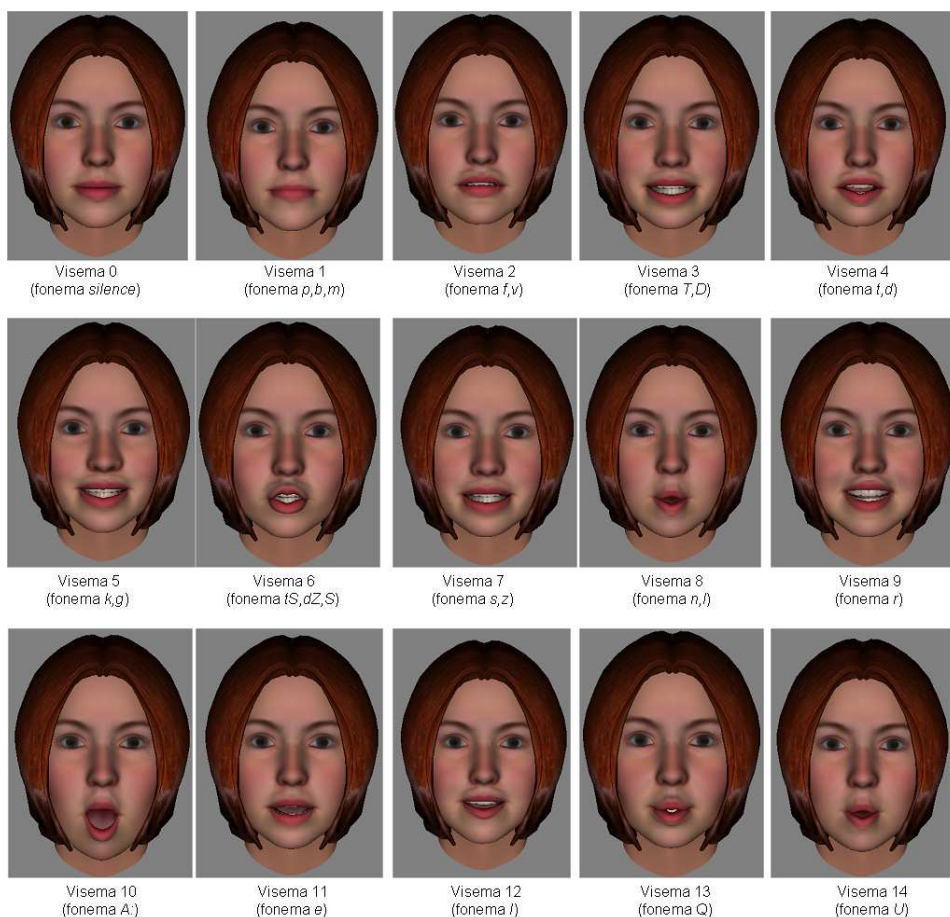 Visema 0
(fonema silence)
Visema 1
(fonema p,b,m)
Visema 2
(fonema f,v)
Visema 3
(fonema T,D)
Visema 4
(fonema t,d)
Visema 5
(fonema k,g)
Visema 6
(fonema tS,dZ,S)
Visema 7
(fonema s,z)
Visema 8
(fonema n,l)
Visema 9
(fonema r)
Visema 10
(fonema A:)
Visema 11
(fonema e)
Visema 12
(fonema I)
Visema 13
(fonema Q)
Visema 14
(fonema U)